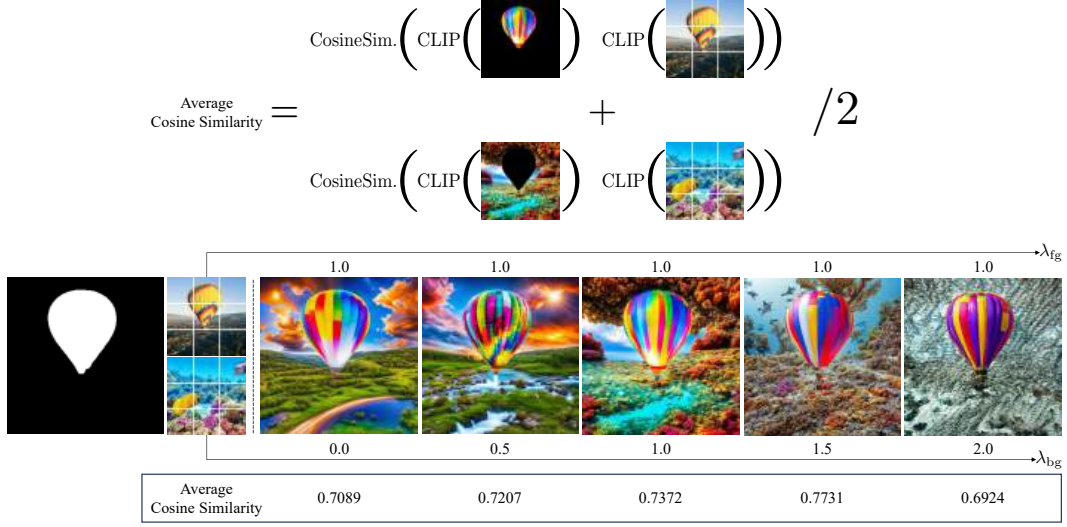 CosineSim.(CLIP( ) CLIP( ))
Average
Cosine Similarity = + /2
CosineSim.(CLIP( ) CLIP( ))
λfg
1.0 1.0 1.0 1.0 1.0
0.0 0.5 1.0 1.5 2.0
λbg
Average
Cosine Similarity 0.7089 0.7207 0.7372 0.7731 0.6924